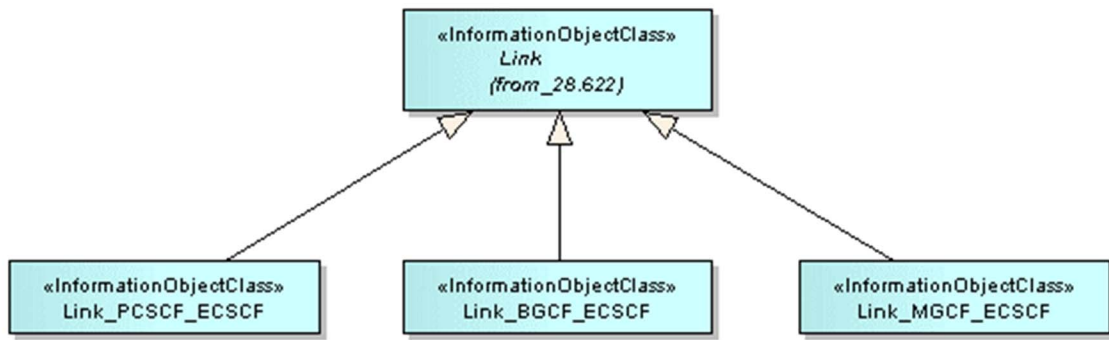 «InformationObjectClass»
Link
(from_28.622)
«InformationObjectClass»
Link_PCSCF_ECSCF
«InformationObjectClass»
Link_BGCF_ECSCF
«InformationObjectClass»
Link_MGCF_ECSCF